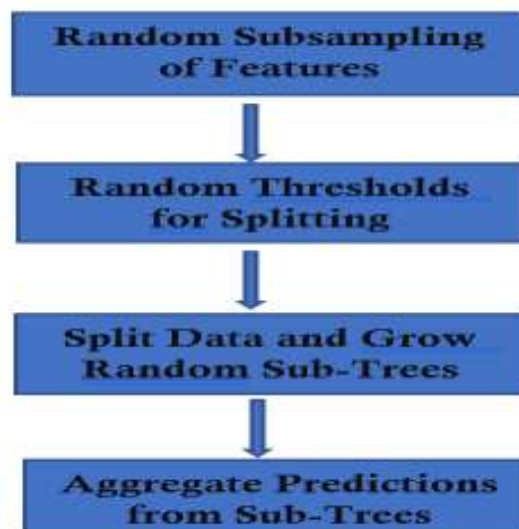 Random Subsampling
of Features
Random Thresholds
for Splitting
Split Data and Grow
Random Sub-Trees
Aggregate Predictions
from Sub-Trees